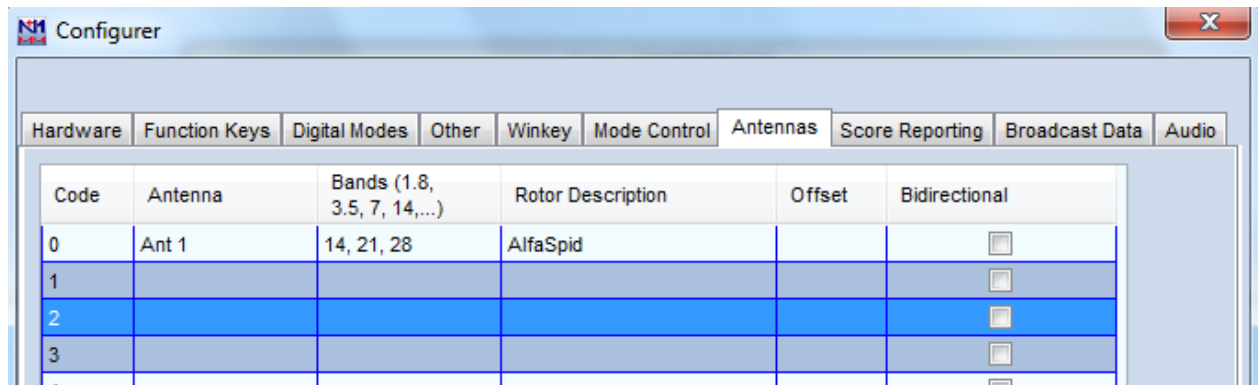 N1 MM Configurer
Hardware Function Keys Digital Modes Other Winkey Mode Control Antennas Score Reporting Broadcast Data Audio
Code Antenna Bands (1.8, 3.5, 7, 14,...) Rotor Description Offset Bidirectional
0 Ant 1 14, 21, 28 AlfaSpid
1
2
3